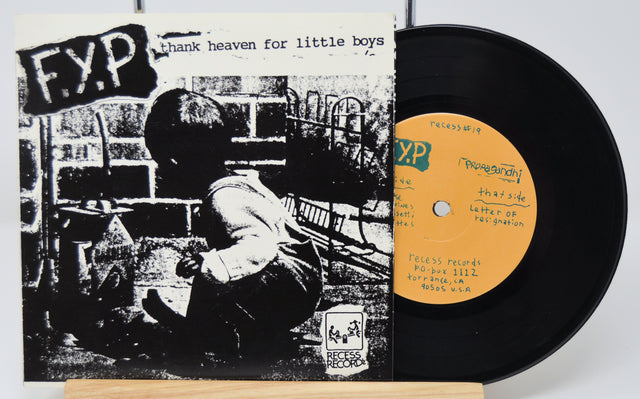 F.Y.P
thank heaven for little boys
RECESS
RECORDS
recess #19
F.Y.P
PROPAgandhi
that side
Letter of
resignation
recess records
PO-box 1112
torrance, CA
90505 U.S.A